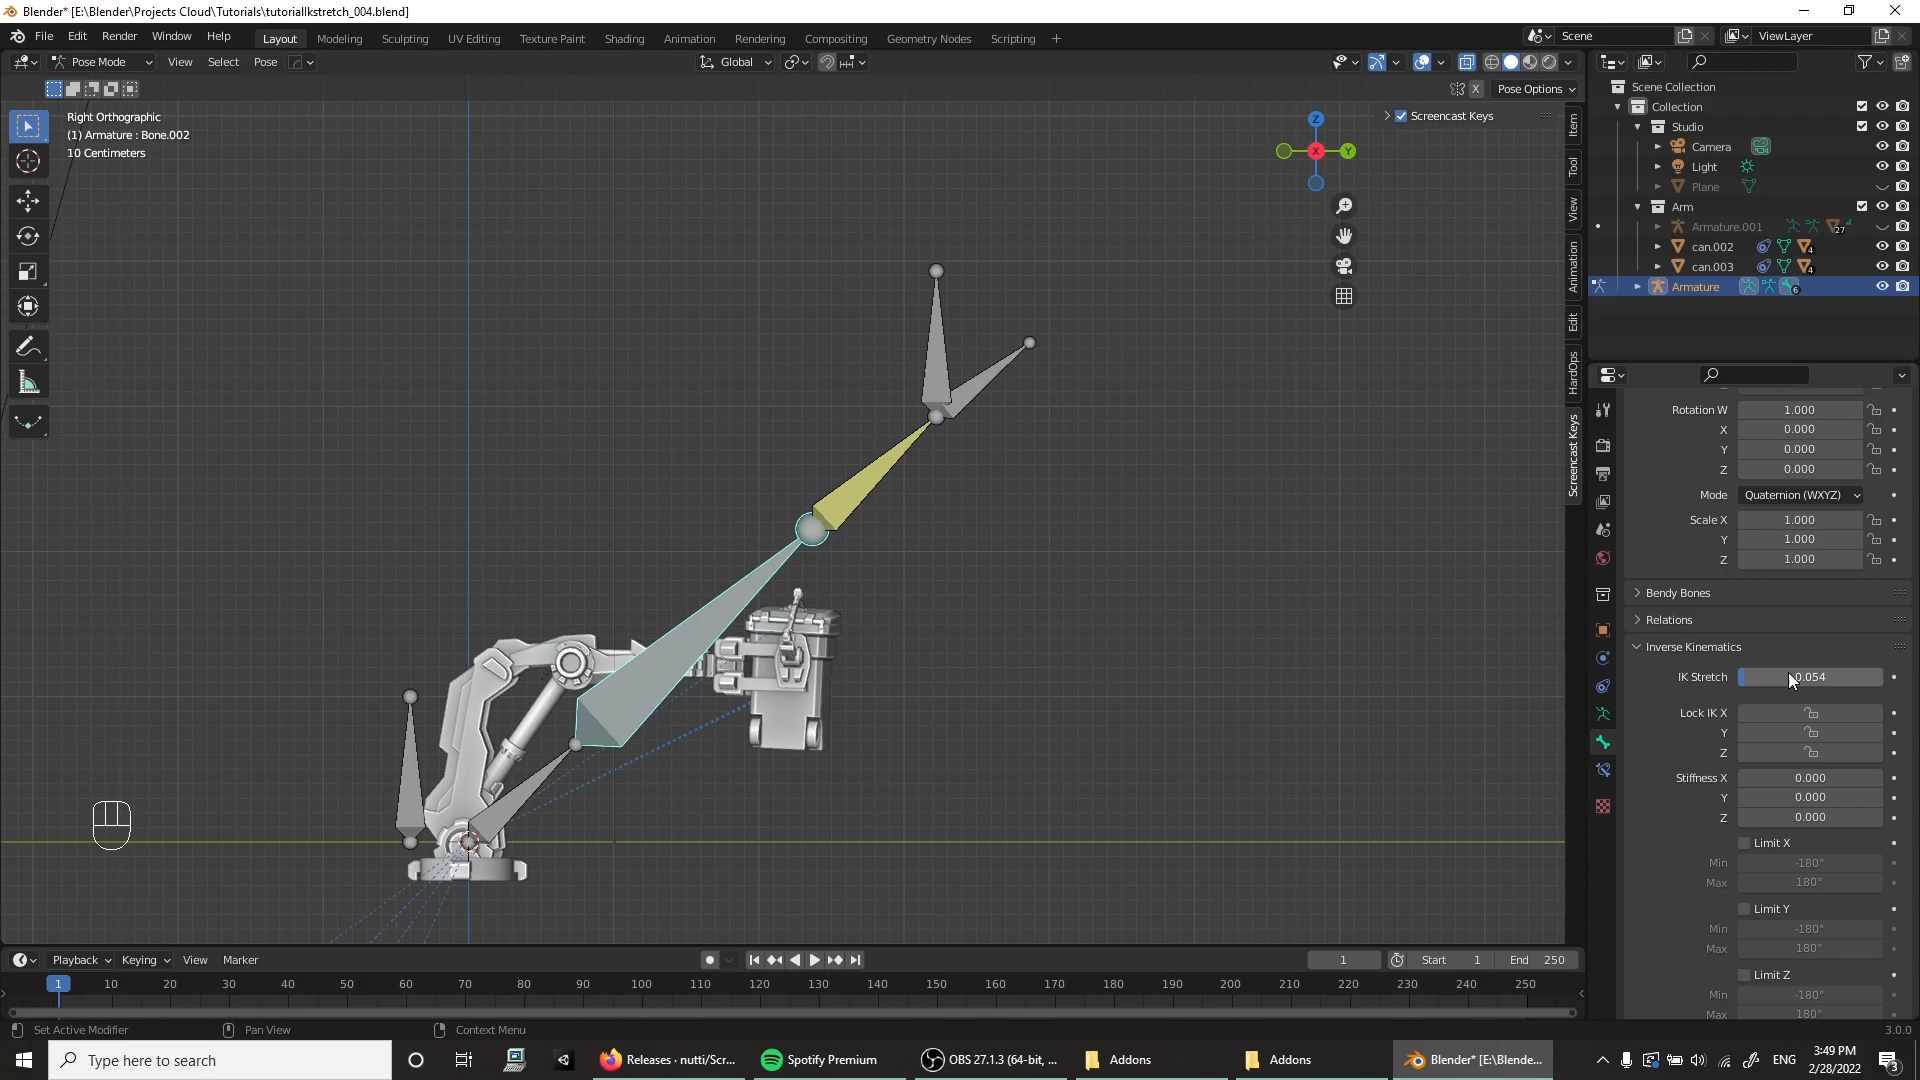 Blender* [E:\Blender\Projects Cloud\Tutorials\tutorialIkstretch_004.blend]
File Edit Render Window Help Layout Modeling Sculpting UV Editing Texture Paint Shading Animation Rendering Compositing Geometry Nodes Scripting + Scene ViewLayer
Pose Mode View Select Pose Global
X Pose Options
Right Orthographic
(1) Armature : Bone.002
10 Centimeters
Screencast Keys
Z
X
Y
Item
Tool
View
Animation
Edit
HardOps
Screencast Keys
Scene Collection
Collection
Studio
Camera
Light
Plane
Arm
Armature.001 27
can.002 4
can.003 4
Armature 6
Rotation W 1.000
X 0.000
Y 0.000
Z 0.000
Mode Quaternion (WXYZ)
Scale X 1.000
Y 1.000
Z 1.000
Bendy Bones
Relations
Inverse Kinematics
IK Stretch 0.054
Lock IK X
Y
Z
Stiffness X 0.000
Y 0.000
Z 0.000
Limit X
Min -180°
Max 180°
Limit Y
Min -180°
Max 180°
Limit Z
Min -180°
Max 180°
Playback Keying View Marker 1 Start 1 End 250
1 10 20 30 40 50 60 70 80 90 100 110 120 130 140 150 160 170 180 190 200 210 220 230 240 250
Set Active Modifier Pan View Context Menu 3.0.0
Type here to search Releases · nutti/Scr... Spotify Premium OBS 27.1.3 (64-bit, ... Addons Addons Blender* [E:\Blende... ENG 3:49 PM
2/28/2022 3